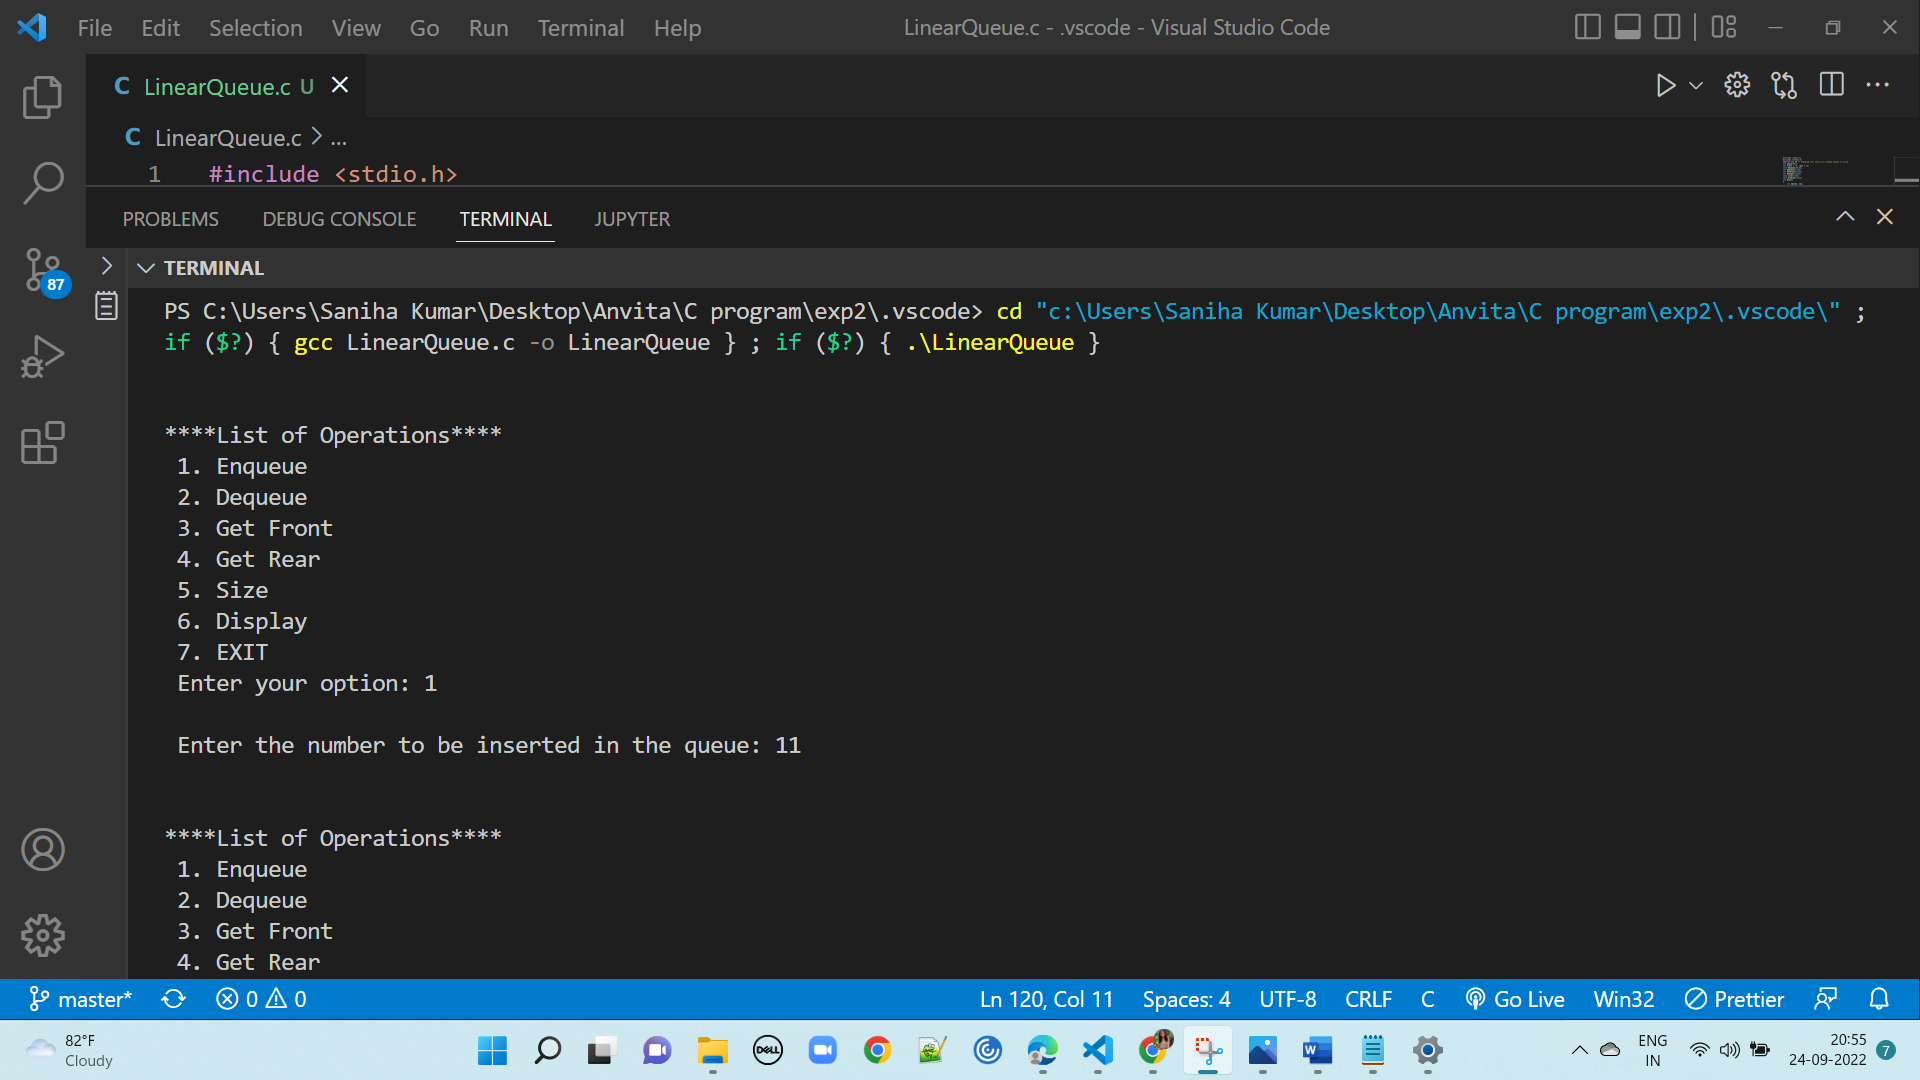 File Edit Selection View Go Run Terminal Help LinearQueue.c - .vscode - Visual Studio Code
C LinearQueue.c U
C LinearQueue.c > ...
1 #include <stdio.h>
PROBLEMS DEBUG CONSOLE TERMINAL JUPYTER
TERMINAL
87
PS C:\Users\Saniha Kumar\Desktop\Anvita\C program\exp2\.vscode> cd "c:\Users\Saniha Kumar\Desktop\Anvita\C program\exp2\.vscode\" ;
if ($?) { gcc LinearQueue.c -o LinearQueue } ; if ($?) { .\LinearQueue }
****List of Operations****
1. Enqueue
2. Dequeue
3. Get Front
4. Get Rear
5. Size
6. Display
7. EXIT
Enter your option: 1
Enter the number to be inserted in the queue: 11
****List of Operations****
1. Enqueue
2. Dequeue
3. Get Front
4. Get Rear
master* 0 0 Ln 120, Col 11 Spaces: 4 UTF-8 CRLF C Go Live Win32 Prettier
82°F
Cloudy
DELL
W
ENG
IN
20:55
24-09-2022
7